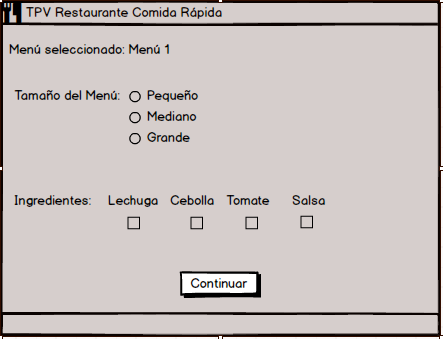 TPV Restaurante Comida Rápida
Menú seleccionado: Menú 1
Tamaño del Menú: Pequeño
Mediano
Grande
Ingredientes: Lechuga Cebolla Tomate Salsa
Continuar